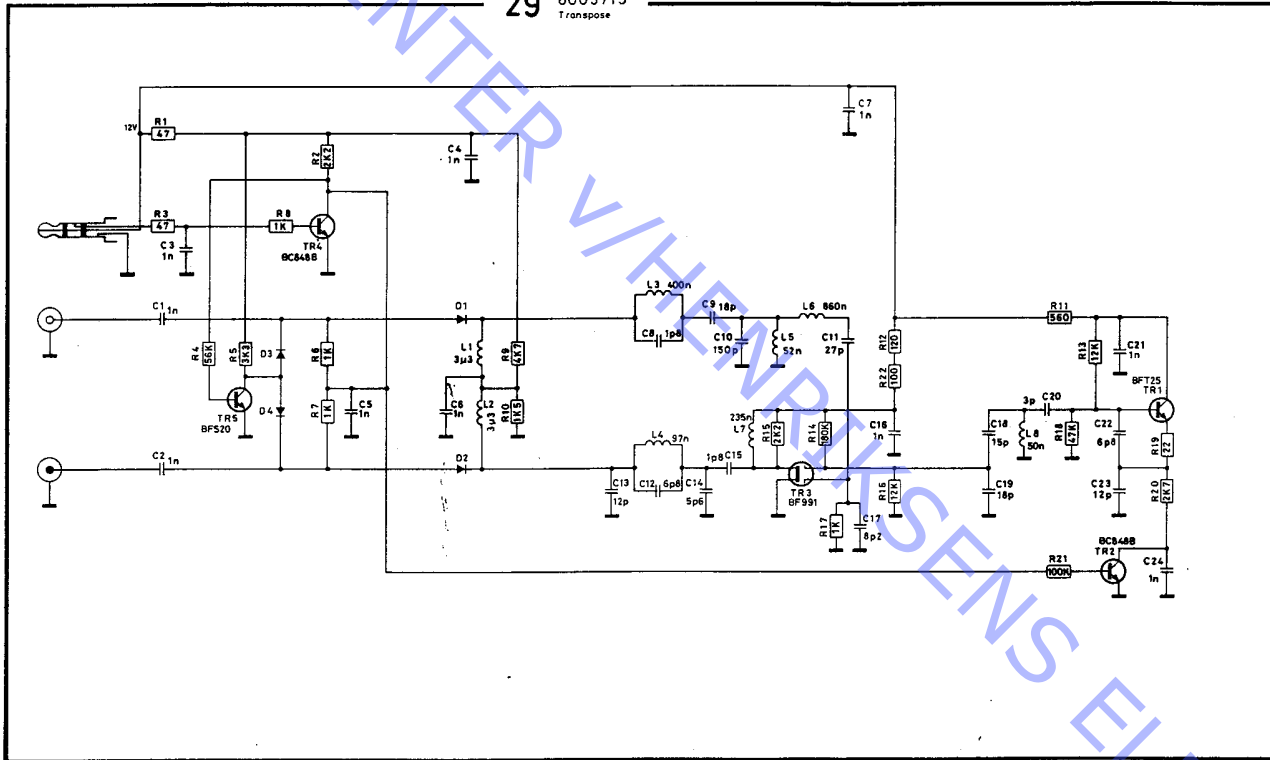 29
Transpose
12V
R1
47
R2
2K2
C4
1n
C7
1n
R3
47
C3
1n
R8
1K
TR4
BC848B
C1 1n
R4
56K
R5
3K3
D3
D4
R6
1K
R7
1K
C5
1n
TR5
BFS20
C2 1n
D1
L1
3µ3
C6
1n
L2
3µ3
R9
4K7
R10
1K5
D2
L3 400n
C8 1p8
C9 18p
C10
150p
L5
52n
L6 860n
C11
27p
R12
120
R22
100
235n
L7
R15
2K2
R14
180K
C16
1n
L4 97n
C12 6p8
C13
12p
C14
5p6
1p8 C15
TR3
BF991
R17
1K
C17
8p2
R16
12K
R11
560
R13
12K
C21
1n
BFT25
TR1
3p C20
C18
15p
L8
50n
R18
47K
C22
6p8
R19
22
C19
18p
C23
12p
R20
2K7
BC848B
TR2
R21
100K
C24
1n
ENTER v/HENRIKSENS EL